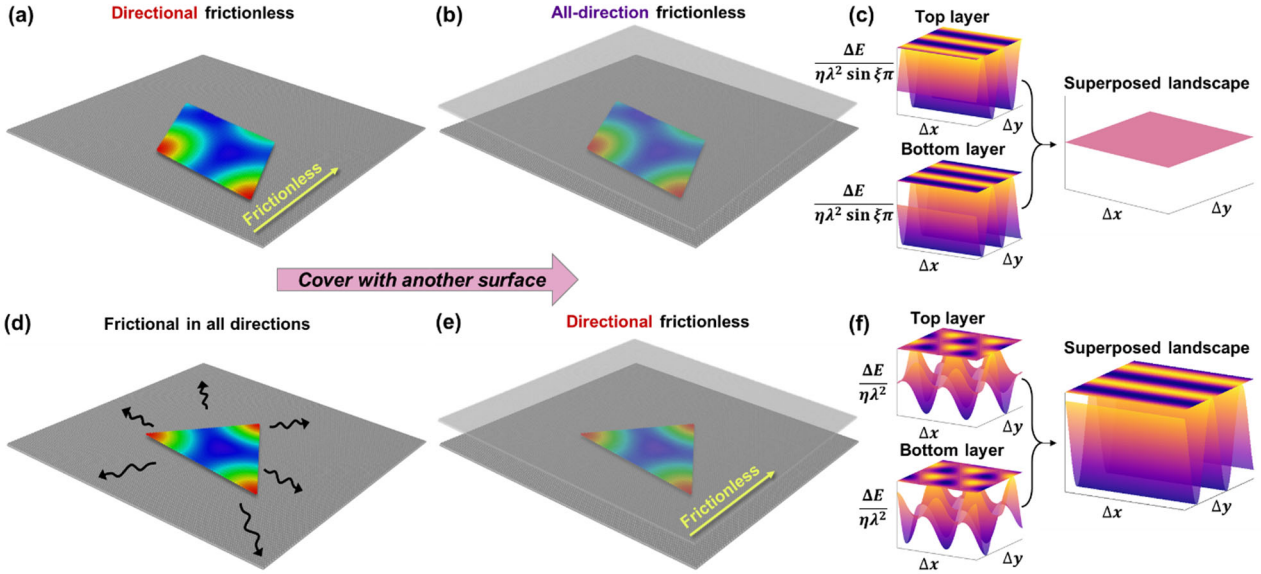 (a) Directional frictionless
Frictionless
(b) All-direction frictionless
(c) Top layer
ΔE
ηλ² sin ξπ
Δx
Δy
Bottom layer
ΔE
ηλ² sin ξπ
Δx
Δy
Superposed landscape
Δx
Δy
Cover with another surface
(d) Frictional in all directions
(e) Directional frictionless
Frictionless
(f) Top layer
ΔE
ηλ²
Δx
Δy
Bottom layer
ΔE
ηλ²
Δx
Δy
Superposed landscape
Δx
Δy